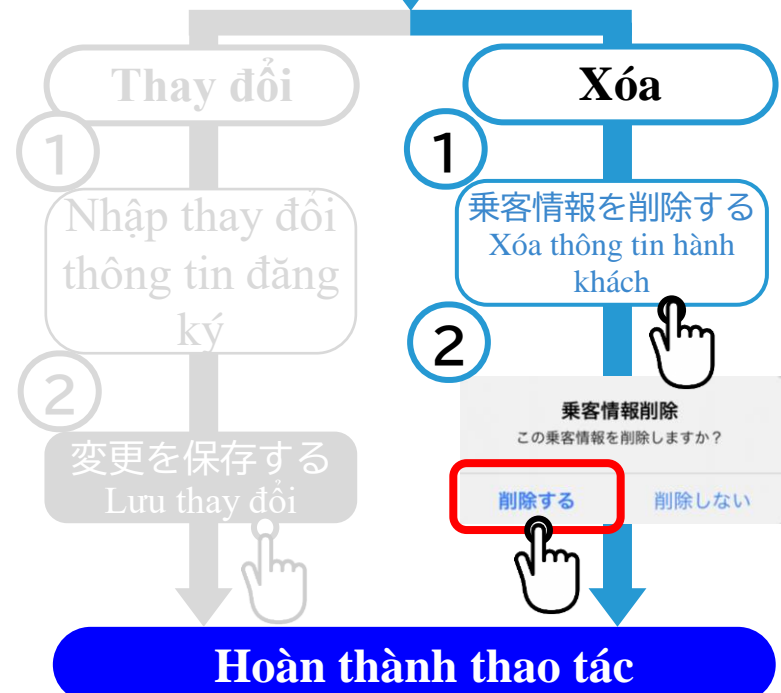 Thay đổi
1
Nhập thay đổi
thông tin đăng
ký
2
変更を保存する
Lưu thay đổi
Xóa
1
乗客情報を削除する
Xóa thông tin hành
khách
2
乗客情報削除
この乗客情報を削除しますか？
削除する
削除しない
Hoàn thành thao tác